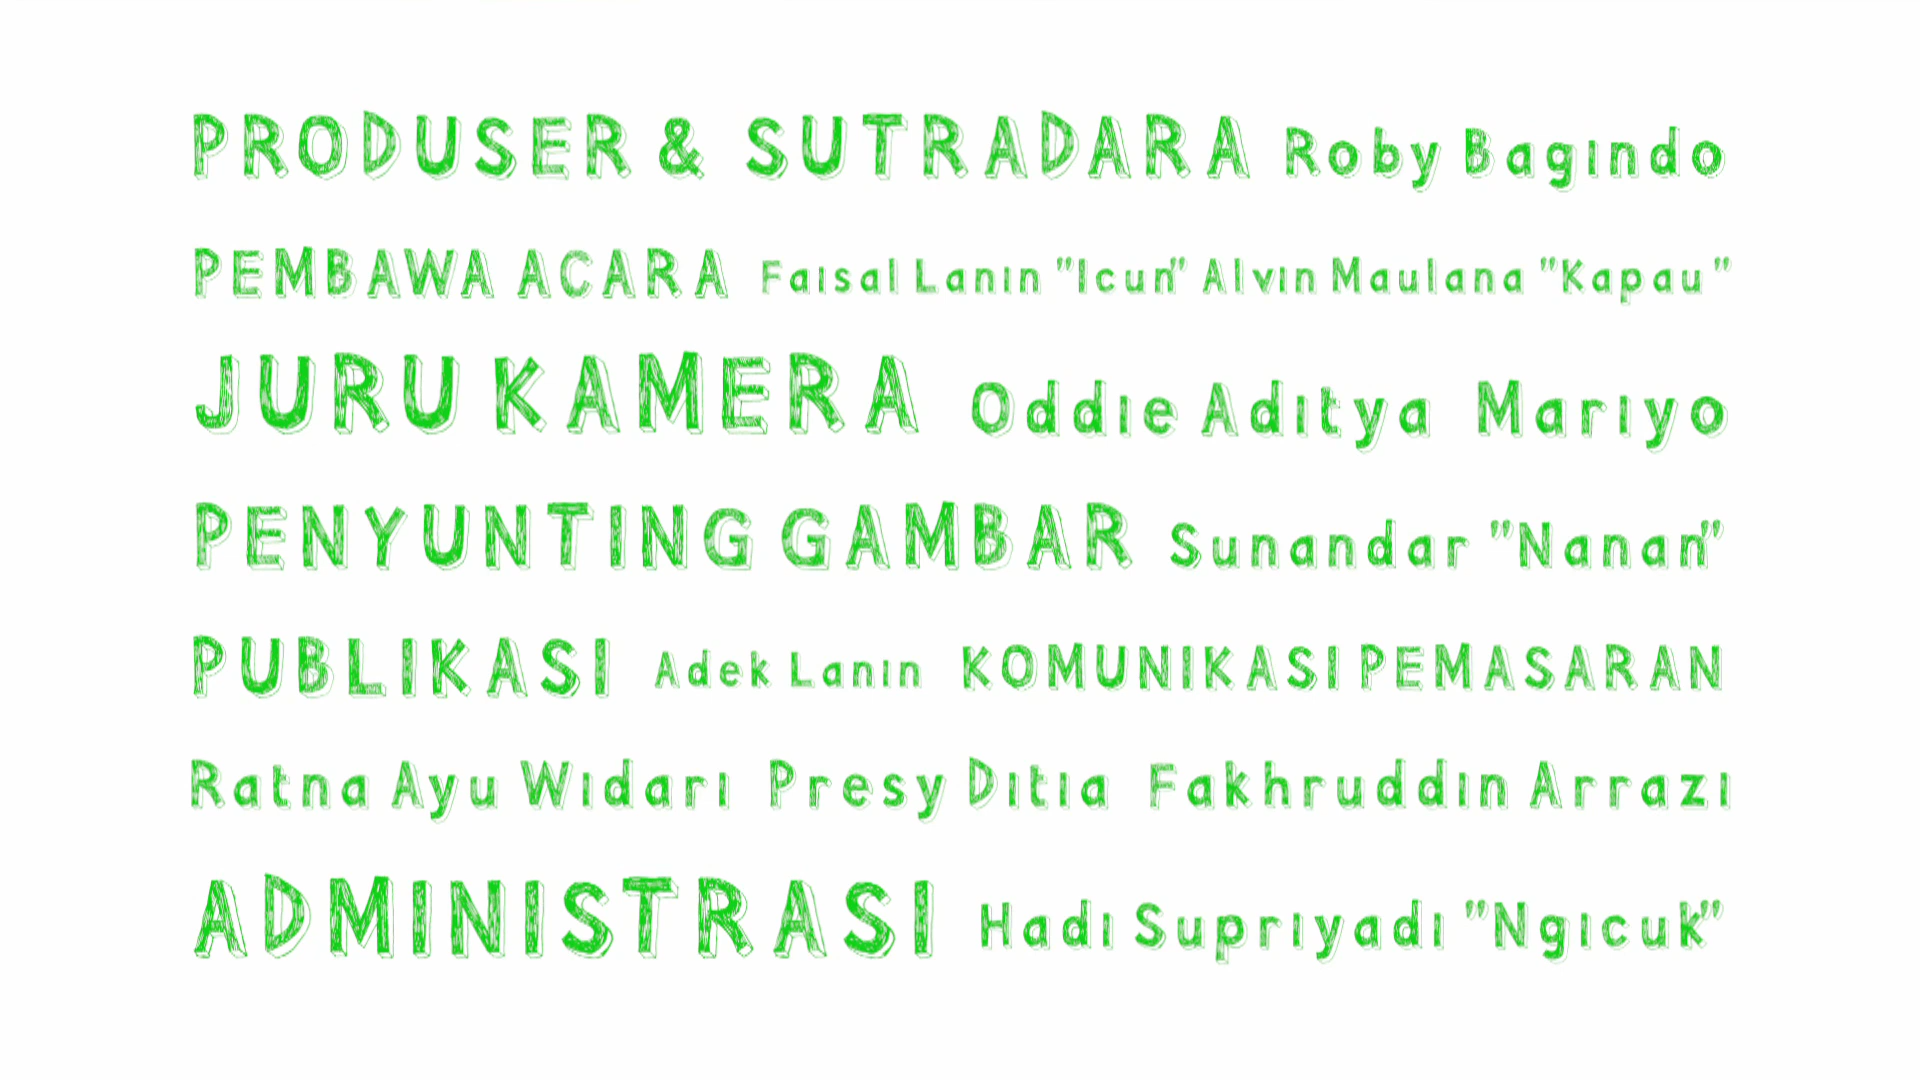 PRODUSER & SUTRADARA Roby Bagindo
PEMBAWA ACARA Faisal Lanin "Icun" Alvin Maulana "Kapau"
JURU KAMERA Oddie Aditya Mariyo
PENYUNTING GAMBAR Sunandar "Nanan"
PUBLIKASI Adek Lanin KOMUNIKASI PEMASARAN
Ratna Ayu Widari Presy Ditia Fakhruddin Arrazi
ADMINISTRASI Hadi Supriyadi "Ngicuk"